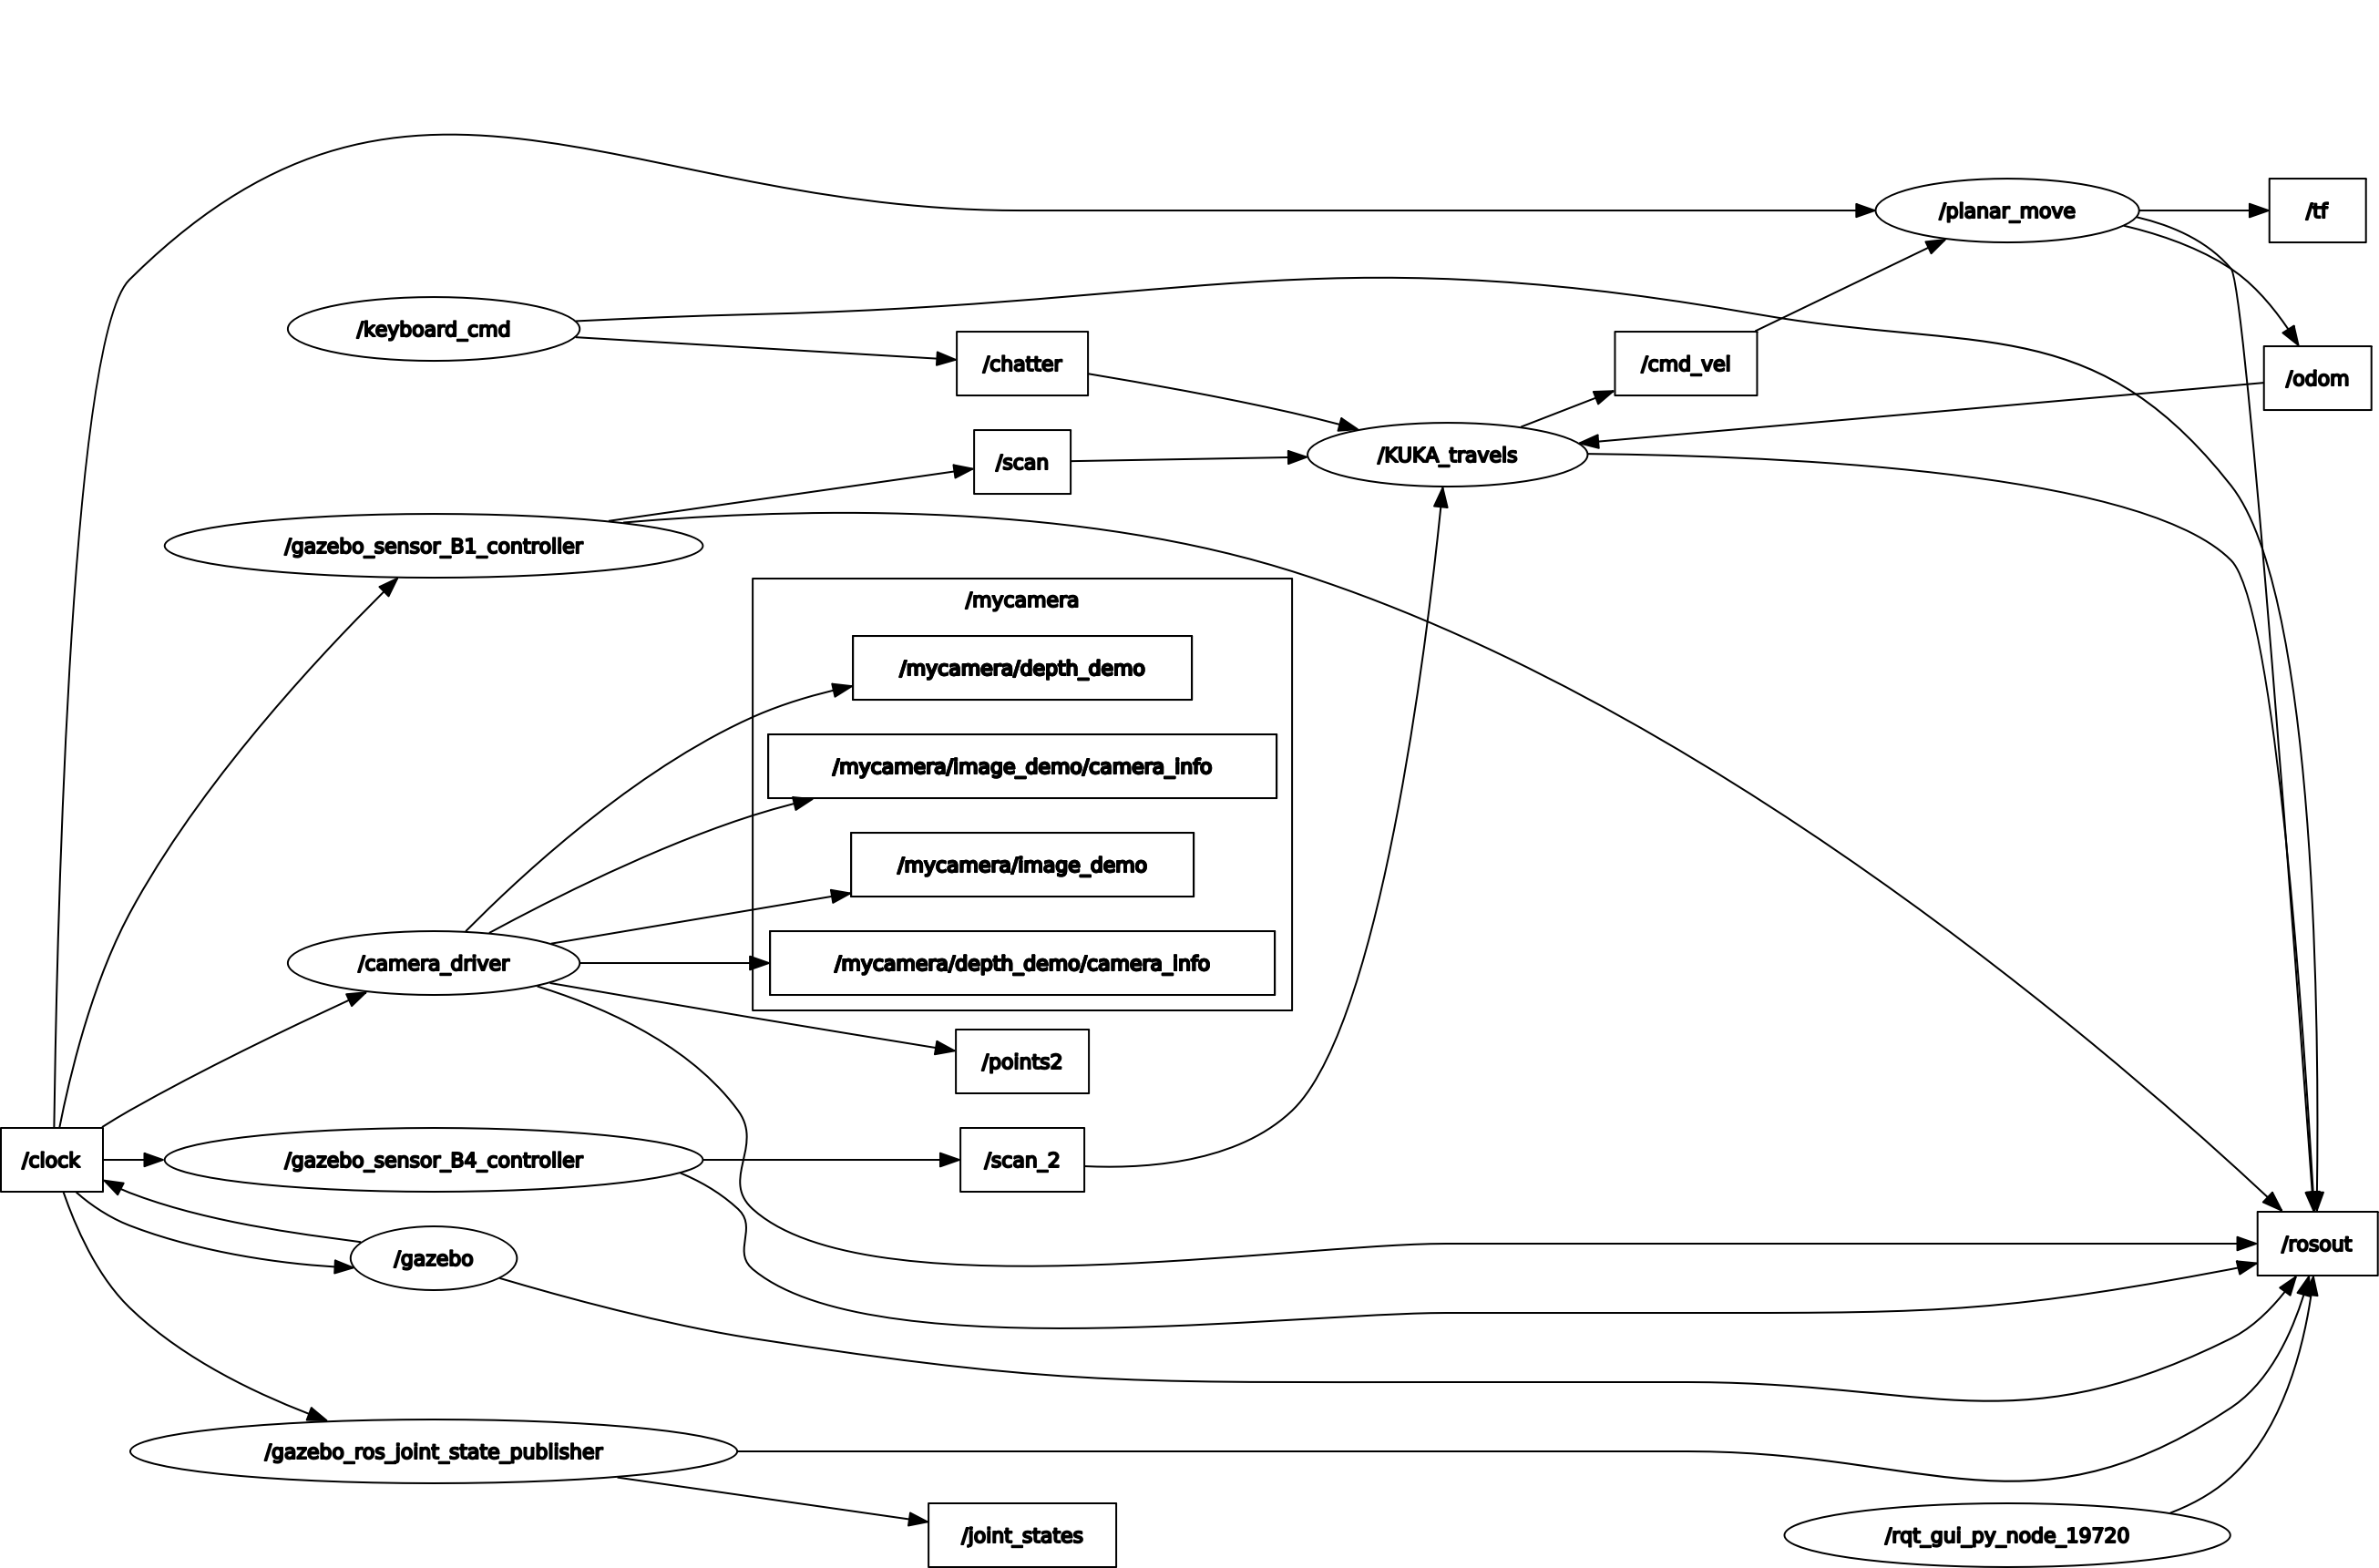 /planar_move
/tf
/keyboard_cmd
/chatter
/cmd_vel
/odom
/scan
/KUKA_travels
/gazebo_sensor_B1_controller
/mycamera
/mycamera/depth_demo
/mycamera/image_demo/camera_info
/mycamera/image_demo
/camera_driver
/mycamera/depth_demo/camera_info
/points2
/clock
/gazebo_sensor_B4_controller
/scan_2
/gazebo
/rosout
/gazebo_ros_joint_state_publisher
/joint_states
/rqt_gui_py_node_19720